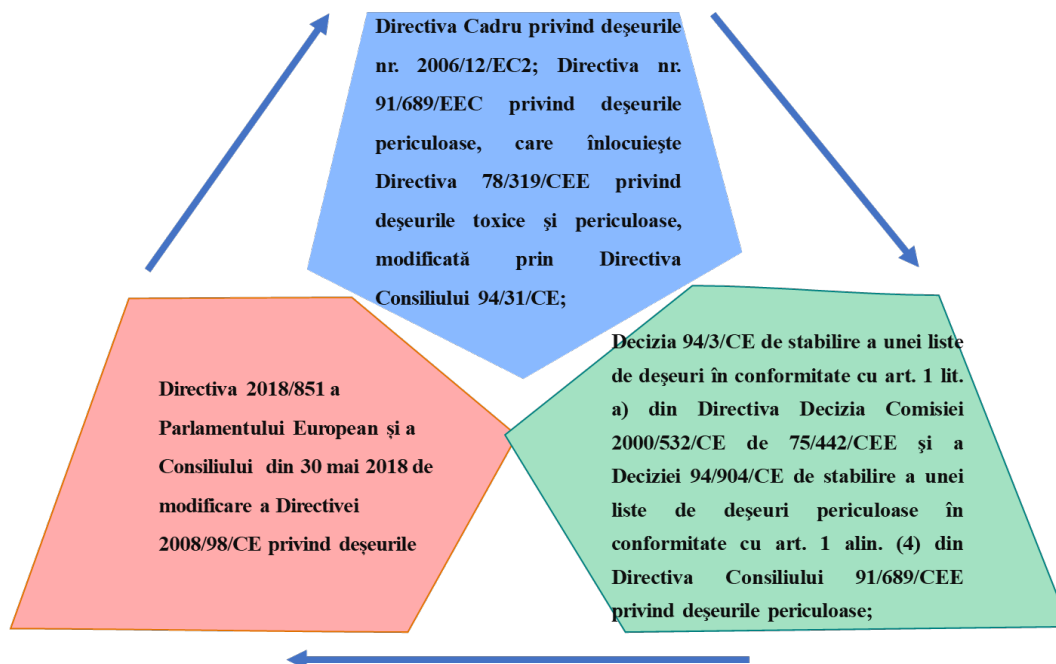 Directiva Cadru privind deşeurile
nr. 2006/12/EC2; Directiva nr.
91/689/EEC privind deşeurile
periculoase, care înlocuieşte
Directiva 78/319/CEE privind
deşeurile toxice şi periculoase,
modificată prin Directiva
Consiliului 94/31/CE;
Decizia 94/3/CE de stabilire a unei liste
de deşeuri în conformitate cu art. 1 lit.
a) din Directiva Decizia Comisiei
2000/532/CE de 75/442/CEE şi a
Deciziei 94/904/CE de stabilire a unei
liste de deşeuri periculoase în
conformitate cu art. 1 alin. (4) din
Directiva Consiliului 91/689/CEE
privind deşeurile periculoase;
Directiva 2018/851 a
Parlamentului European și a
Consiliului din 30 mai 2018 de
modificare a Directivei
2008/98/CE privind deșeurile